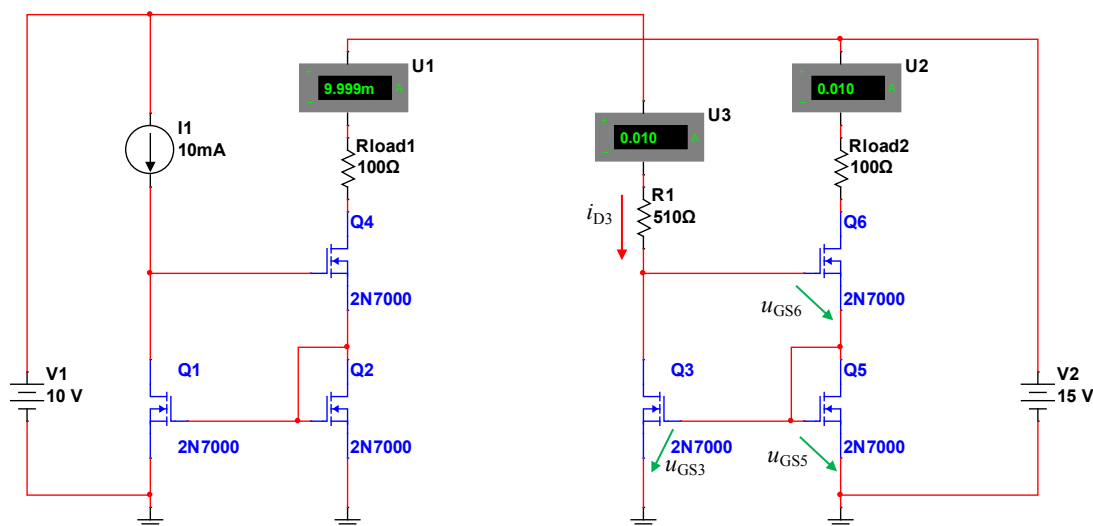 U1
+
9.999m A
−
U2
+
0.010 A
−
U3
+
0.010 A
−
I1
10mA
Rload1
100Ω
R1
510Ω
Rload2
100Ω
iD3
Q4
2N7000
Q6
2N7000
uGS6
V1
10 V
Q1
2N7000
Q2
2N7000
Q3
2N7000
uGS3
Q5
2N7000
uGS5
V2
15 V